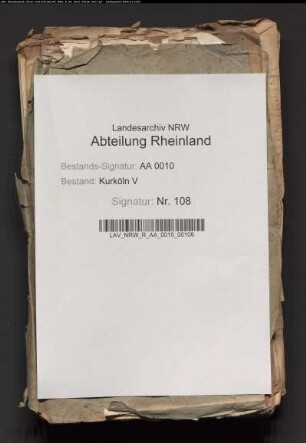 Landesarchiv NRW
Abteilung Rheinland
Bestands-Signatur: AA 0010
Bestand: Kurköln V
Signatur: Nr. 108
LAV_NRW_R_AA_0010_00108